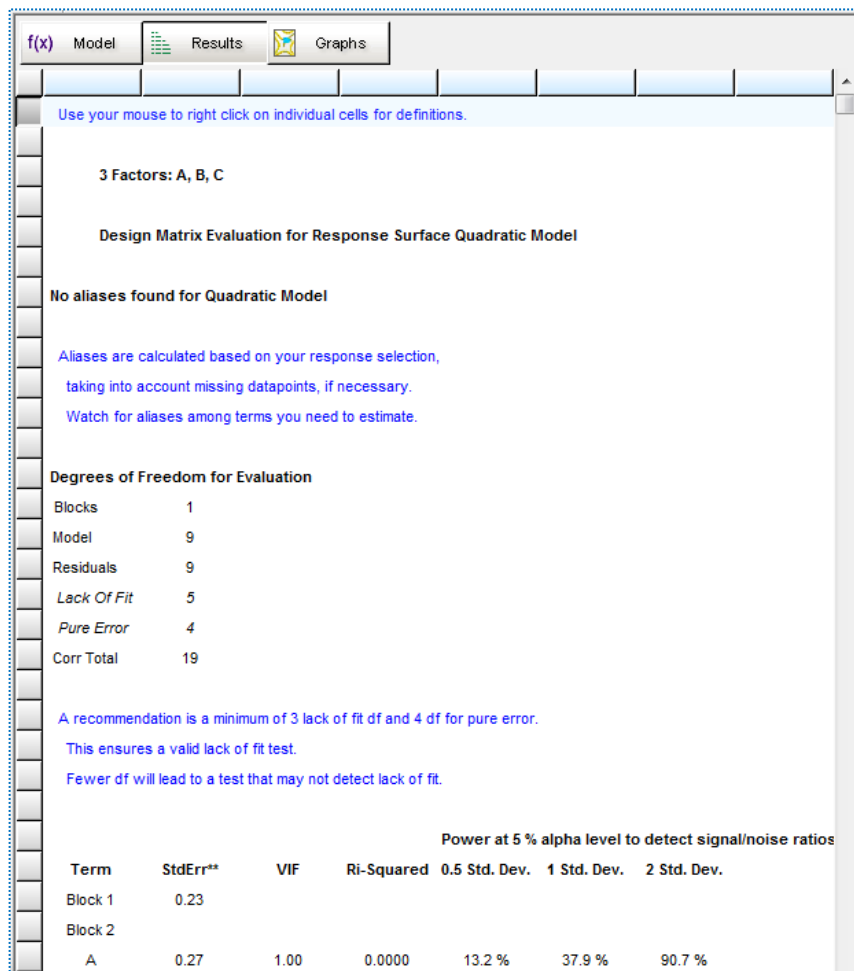 f(x) Model Results Graphs
Use your mouse to right click on individual cells for definitions.
3 Factors: A, B, C
Design Matrix Evaluation for Response Surface Quadratic Model
No aliases found for Quadratic Model
Aliases are calculated based on your response selection,
taking into account missing datapoints, if necessary.
Watch for aliases among terms you need to estimate.
Degrees of Freedom for Evaluation
Blocks 1
Model 9
Residuals 9
Lack Of Fit 5
Pure Error 4
Corr Total 19
A recommendation is a minimum of 3 lack of fit df and 4 df for pure error.
This ensures a valid lack of fit test.
Fewer df will lead to a test that may not detect lack of fit.
Power at 5 % alpha level to detect signal/noise ratios
Term StdErr** VIF Ri-Squared 0.5 Std. Dev. 1 Std. Dev. 2 Std. Dev.
Block 1 0.23
Block 2
A 0.27 1.00 0.0000 13.2 % 37.9 % 90.7 %